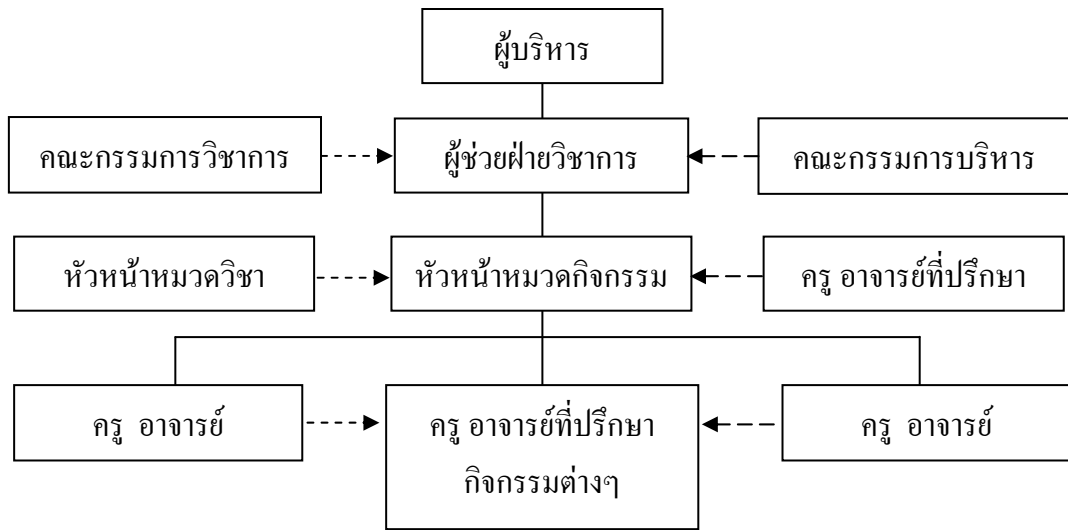 ผู้บริหาร
คณะกรรมการวิชาการ
ผู้ช่วยฝ่ายวิชาการ
คณะกรรมการบริหาร
หัวหน้าหมวดวิชา
หัวหน้าหมวดกิจกรรม
ครู อาจารย์ที่ปรึกษา
ครู อาจารย์
ครู อาจารย์ที่ปรึกษา
กิจกรรมต่างๆ
ครู อาจารย์